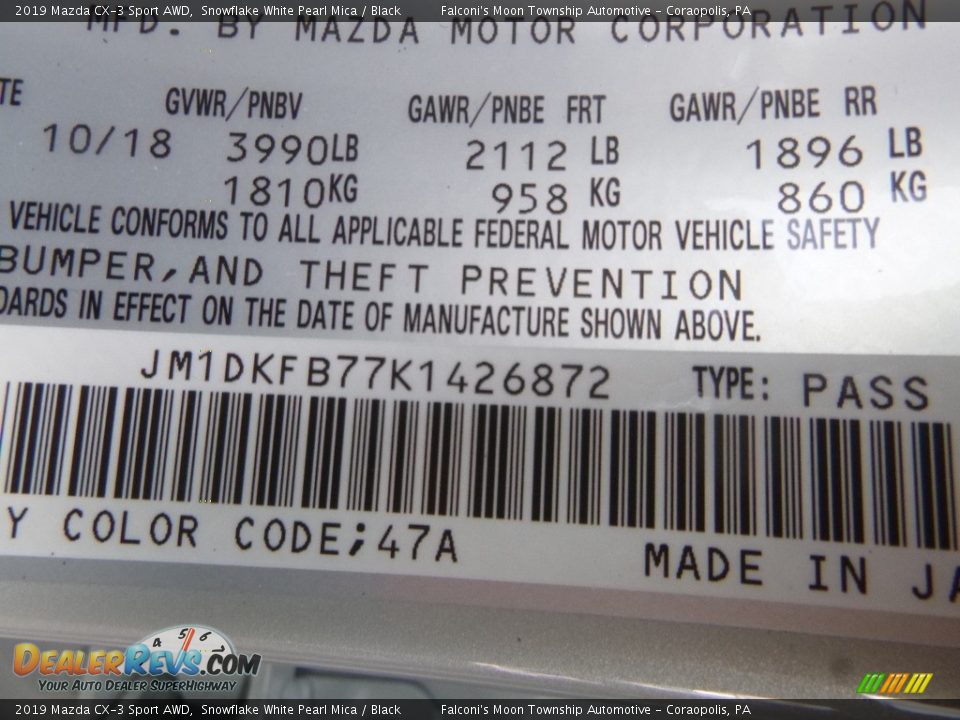 2019 Mazda CX-3 Sport AWD, Snowflake White Pearl Mica / Black Falconi's Moon Township Automotive - Coraopolis, PA
MFD. BY MAZDA MOTOR CORPORATION
TE GVWR/PNBV GAWR/PNBE FRT GAWR/PNBE RR
10/18 3990LB 2112 LB 1896 LB
1810KG 958 KG 860 KG
VEHICLE CONFORMS TO ALL APPLICABLE FEDERAL MOTOR VEHICLE SAFETY
BUMPER, AND THEFT PREVENTION
DARDS IN EFFECT ON THE DATE OF MANUFACTURE SHOWN ABOVE.
JM1DKFB77K1426872 TYPE: PASS
Y COLOR CODE;47A
MADE IN JA
4 5 6
DEALERREVS.COM
YOUR AUTO DEALER SUPERHIGHWAY
2019 Mazda CX-3 Sport AWD, Snowflake White Pearl Mica / Black Falconi's Moon Township Automotive - Coraopolis, PA